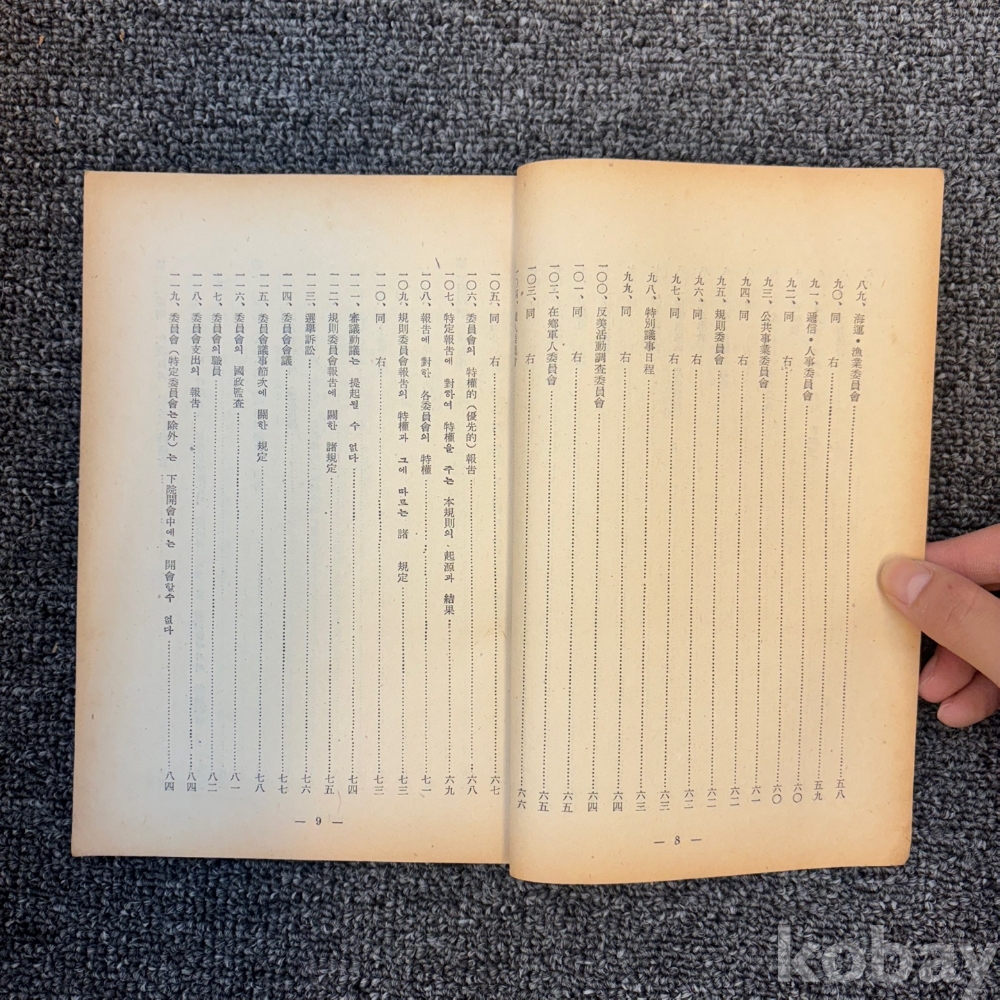 八九、海運・漁業委員會……五八
九〇、同 右……五九
九一、遞信・人事委員會……六〇
九二、同 右……六〇
九三、公共事業委員會……六一
九四、同 右……六二
九五、規則委員會……六二
九六、同 右……六二
九七、同 右……六三
九八、特別議事日程……六三
九九、同 右……六四
一〇〇、反美活動調査委員會……六四
一〇一、同 右……六五
一〇二、在鄉軍人委員會……六五
一〇三、同 右……六六
— 8 —
一〇五、同 右……六七
一〇六、委員會의 特權的(優先的)報告……六八
一〇七、特定報告에 對하여 特權을 주는 本規則의 起源과 結果……六九
一〇八、報告에 對한 各委員會의 特權……七一
一〇九、規則委員會報告의 特權과 그에 따르는 諸 規定……七三
一一〇、同 右……七三
一一一、審議動議는 提起될 수 없다……七四
一一二、規則委員會報告에 關한 諸規定……七五
一一三、選擧訴訟……七六
一一四、委員會會議……七七
一一五、委員會議事節次에 關한 規定……七八
一一六、委員會의 國政監査……八一
一一七、委員會의職員……八二
一一八、委員會支出의 報告……八四
一一九、委員會(特定委員會는除外)는 下院開會中에는 開會할수 없다……八四
— 9 —
kobay